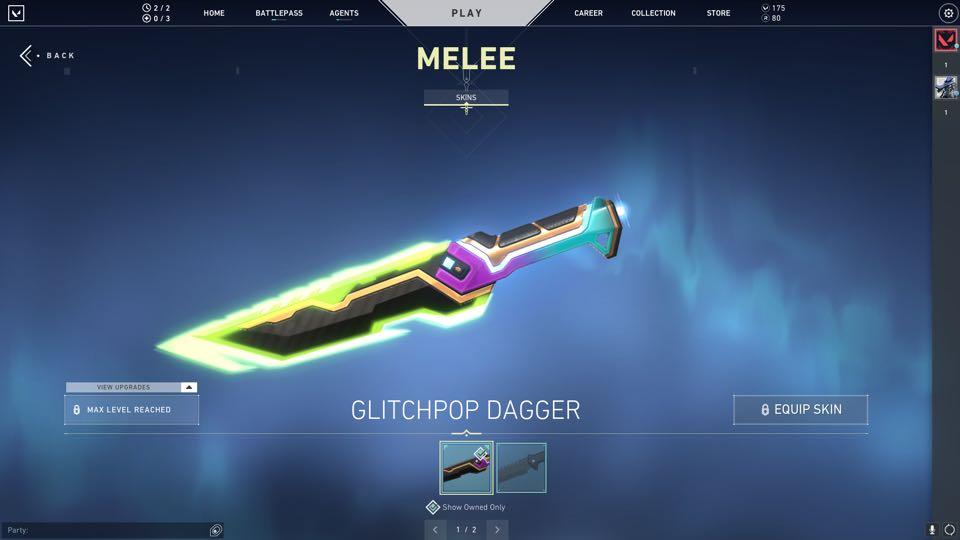 2 / 2
0 / 3
HOME
BATTLEPASS
AGENTS
PLAY
CAREER
COLLECTION
STORE
175
80
BACK
MELEE
SKINS
1
1
VIEW UPGRADES
MAX LEVEL REACHED
GLITCHPOP DAGGER
EQUIP SKIN
Show Owned Only
1 / 2
Party: